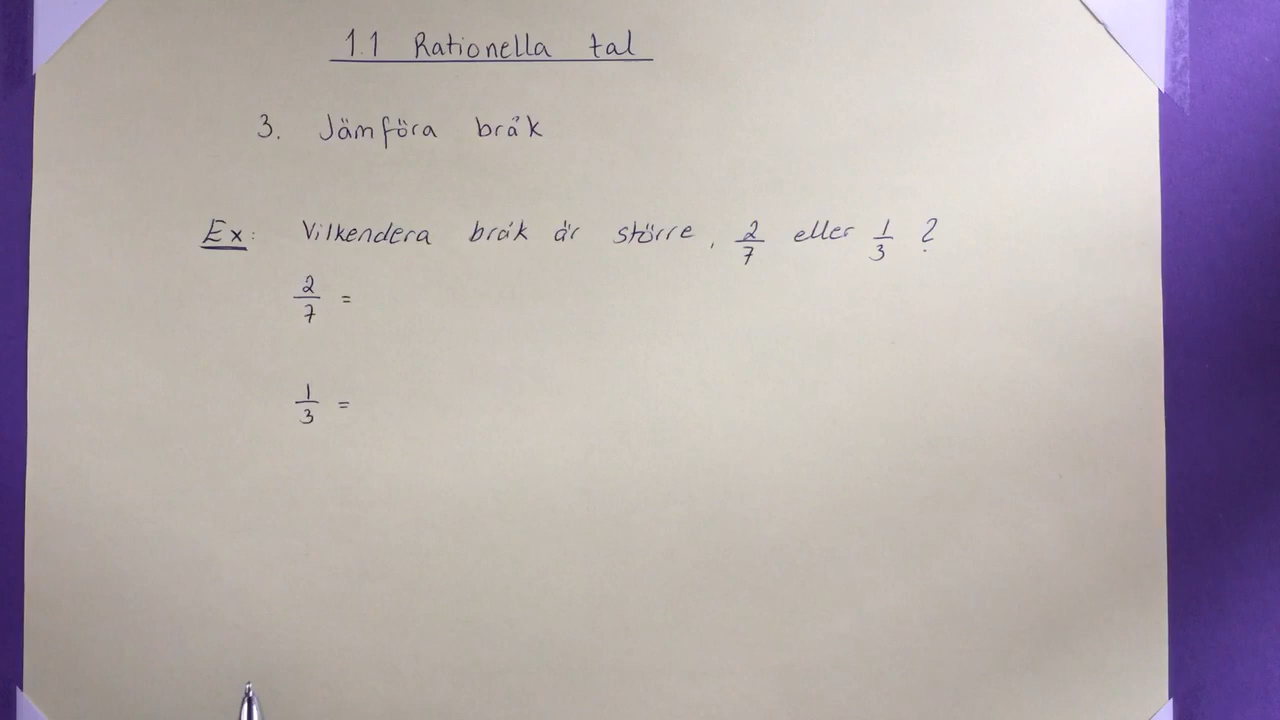 1.1 Rationella tal
3. Jämföra bråk
Ex: Vilkendera bråk är större, 2/7 eller 1/3 ?
2/7 =
1/3 =